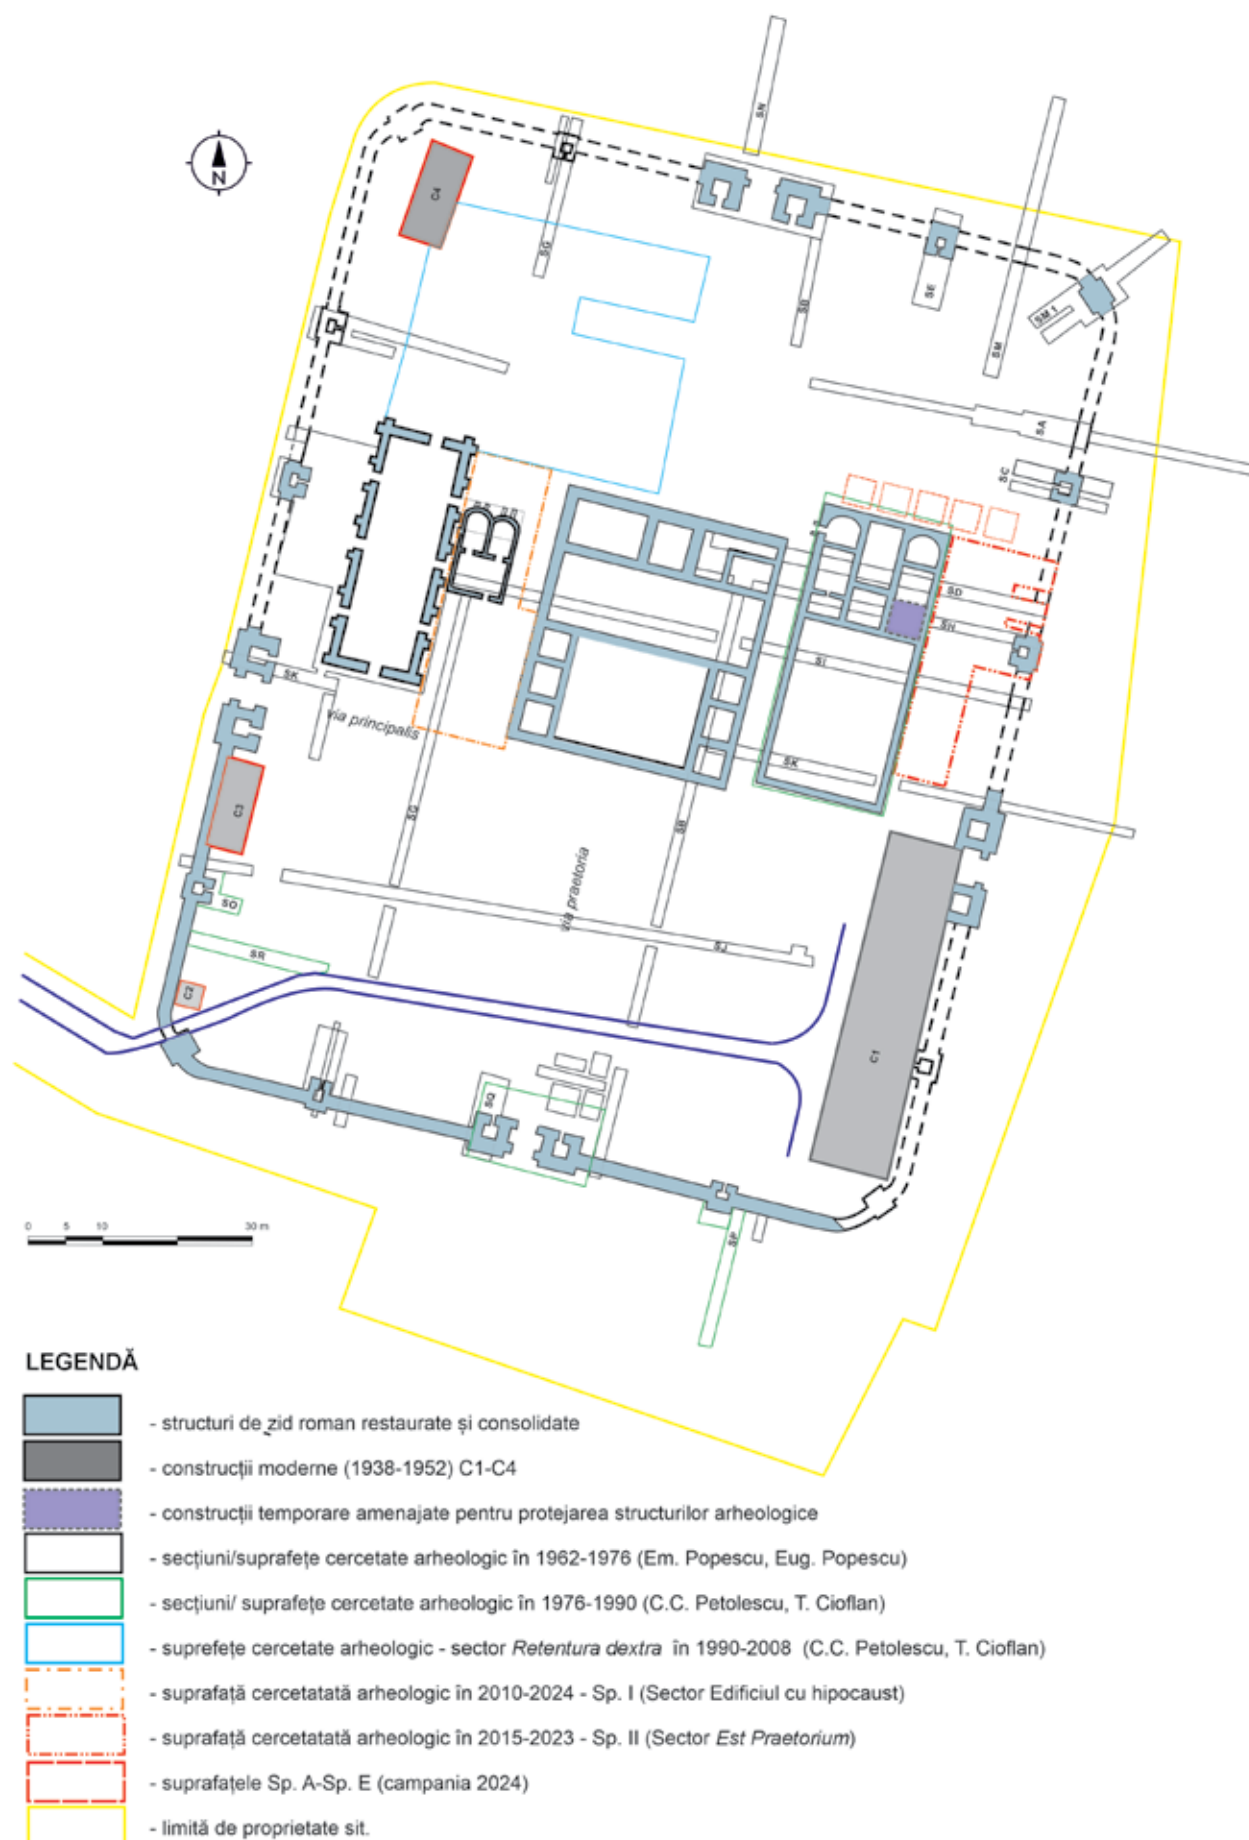 SN
N
C4
SG
SB
SE
SM 1
SM
SA
SC
SD
SH
SI
SK
via principalis
SK
C3
SG
SB
via praetoria
SO
SJ
SR
C2
C1
SQ
SP
0 5 10 30 m
LEGENDĂ
- structuri de zid roman restaurate și consolidate
- construcții moderne (1938-1952) C1-C4
- construcții temporare amenajate pentru protejarea structurilor arheologice
- secțiuni/suprafețe cercetate arheologic în 1962-1976 (Em. Popescu, Eug. Popescu)
- secțiuni/ suprafețe cercetate arheologic în 1976-1990 (C.C. Petolescu, T. Cioflan)
- suprefețe cercetate arheologic - sector Retentura dextra în 1990-2008 (C.C. Petolescu, T. Cioflan)
- suprafață cercetatată arheologic în 2010-2024 - Sp. I (Sector Edificiul cu hipocaust)
- suprafață cercetatată arheologic în 2015-2023 - Sp. II (Sector Est Praetorium)
- suprafațele Sp. A-Sp. E (campania 2024)
- limită de proprietate sit.